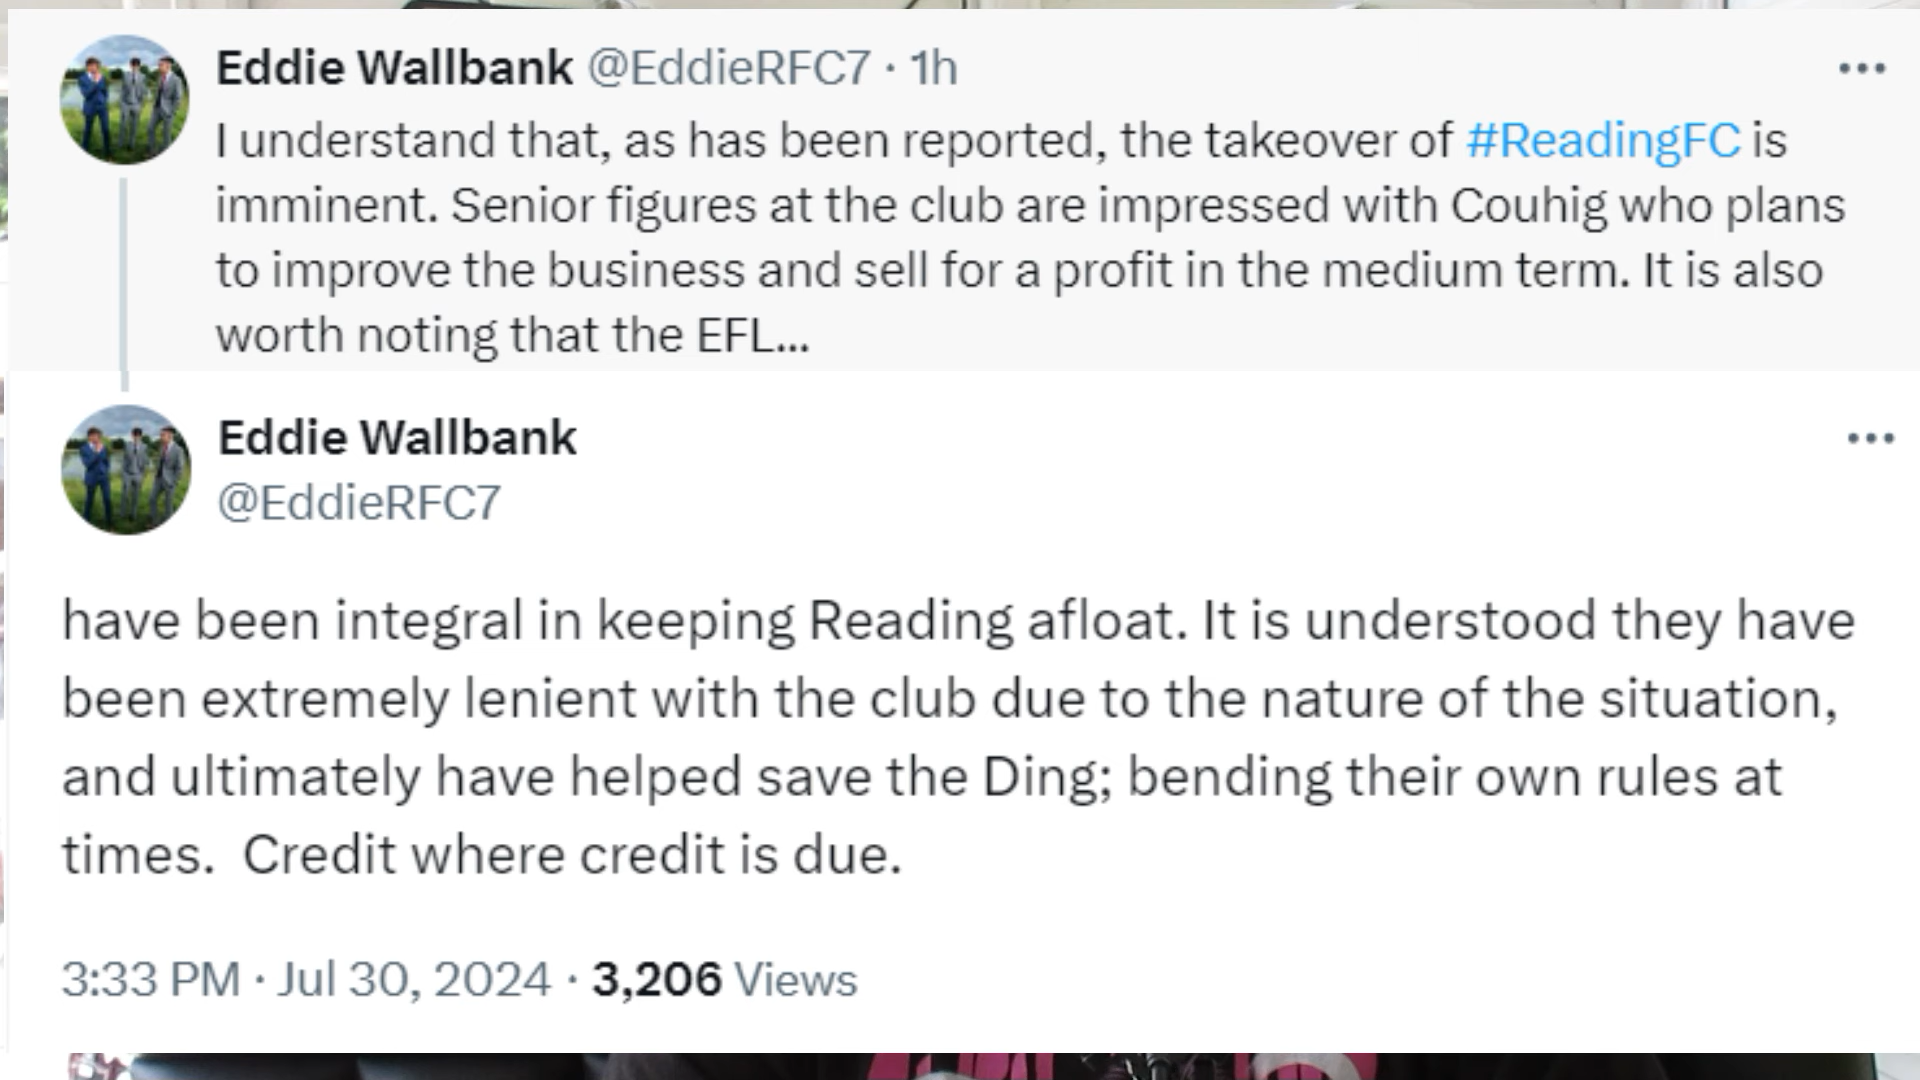 Eddie Wallbank @EddieRFC7 · 1h
I understand that, as has been reported, the takeover of #ReadingFC is
imminent. Senior figures at the club are impressed with Couhig who plans
to improve the business and sell for a profit in the medium term. It is also
worth noting that the EFL...
Eddie Wallbank
@EddieRFC7
have been integral in keeping Reading afloat. It is understood they have
been extremely lenient with the club due to the nature of the situation,
and ultimately have helped save the Ding; bending their own rules at
times.  Credit where credit is due.
3:33 PM · Jul 30, 2024 · 3,206 Views